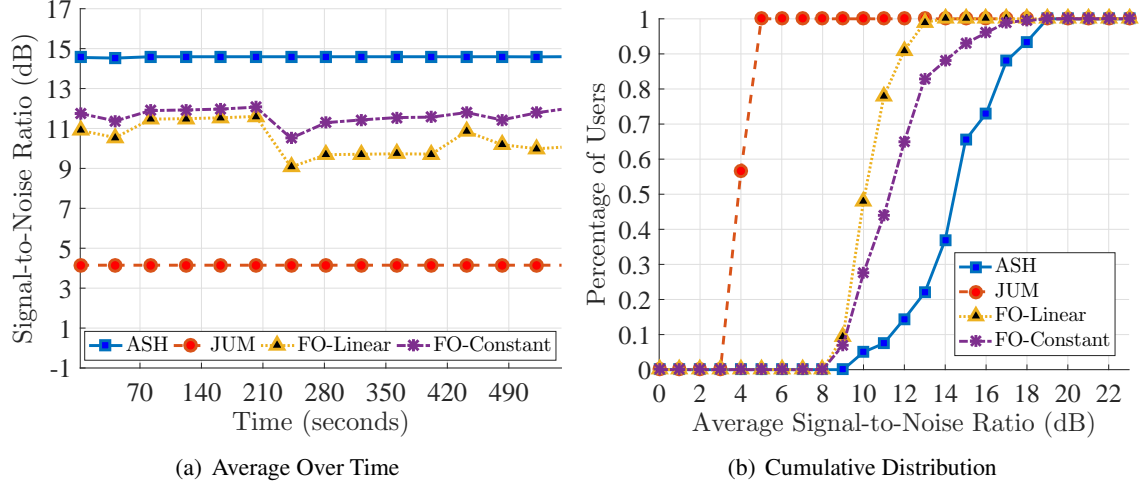 17
15
13
11
9
7
5
3
1
-1
Signal-to-Noise Ratio (dB)
ASH JUM FO-Linear FO-Constant
70 140 210 280 350 420 490
Time (seconds)
(a) Average Over Time
1
0.9
0.8
0.7
0.6
0.5
0.4
0.3
0.2
0.1
0
Percentage of Users
ASH
JUM
FO-Linear
FO-Constant
0 2 4 6 8 10 12 14 16 18 20 22
Average Signal-to-Noise Ratio (dB)
(b) Cumulative Distribution